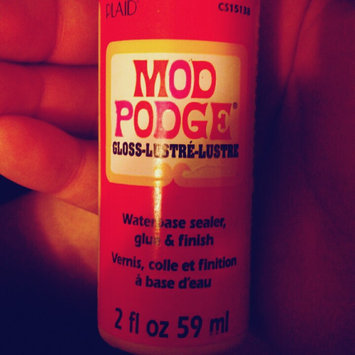 PLAID CS15138
MOD
PODGE®
GLOSS-LUSTRÉ-LUSTRE
Waterbase sealer,
glue & finish
Vernis, colle et finition
à base d'eau
2 fl oz 59 ml